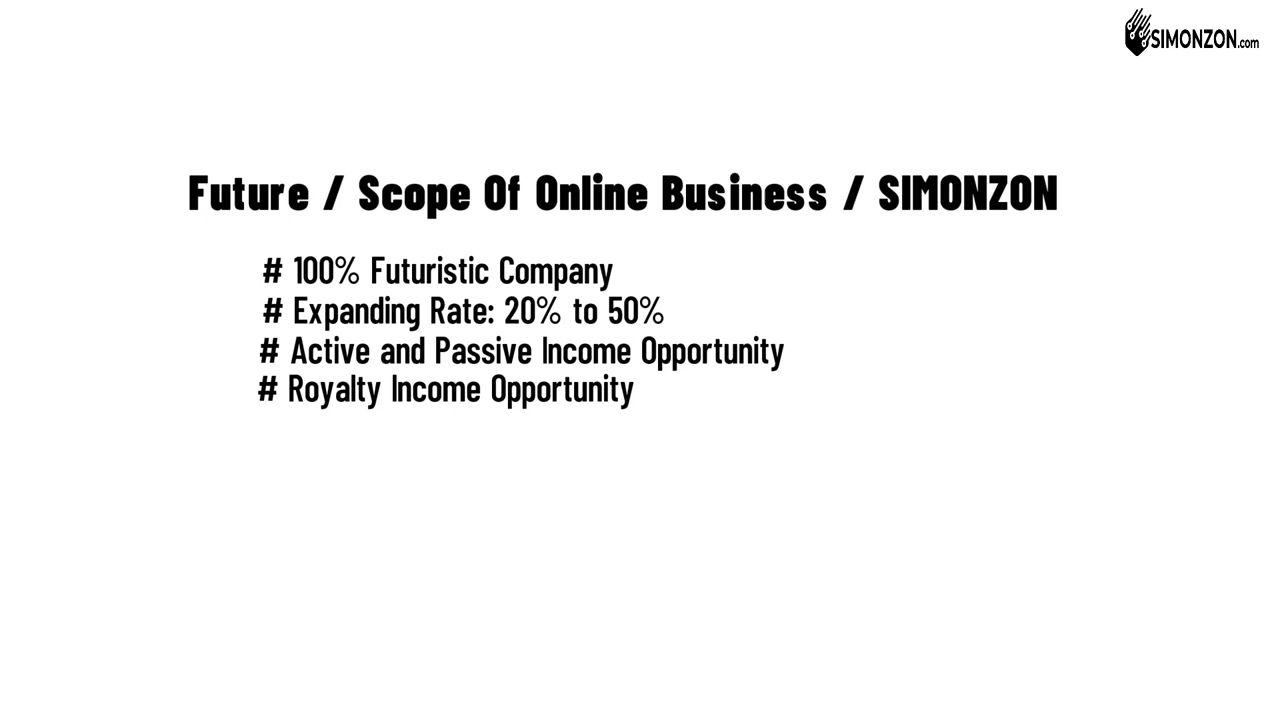 SIMONZON.com
Future / Scope Of Online Business / SIMONZON
# 100% Futuristic Company
# Expanding Rate: 20% to 50%
# Active and Passive Income Opportunity
# Royalty Income Opportunity